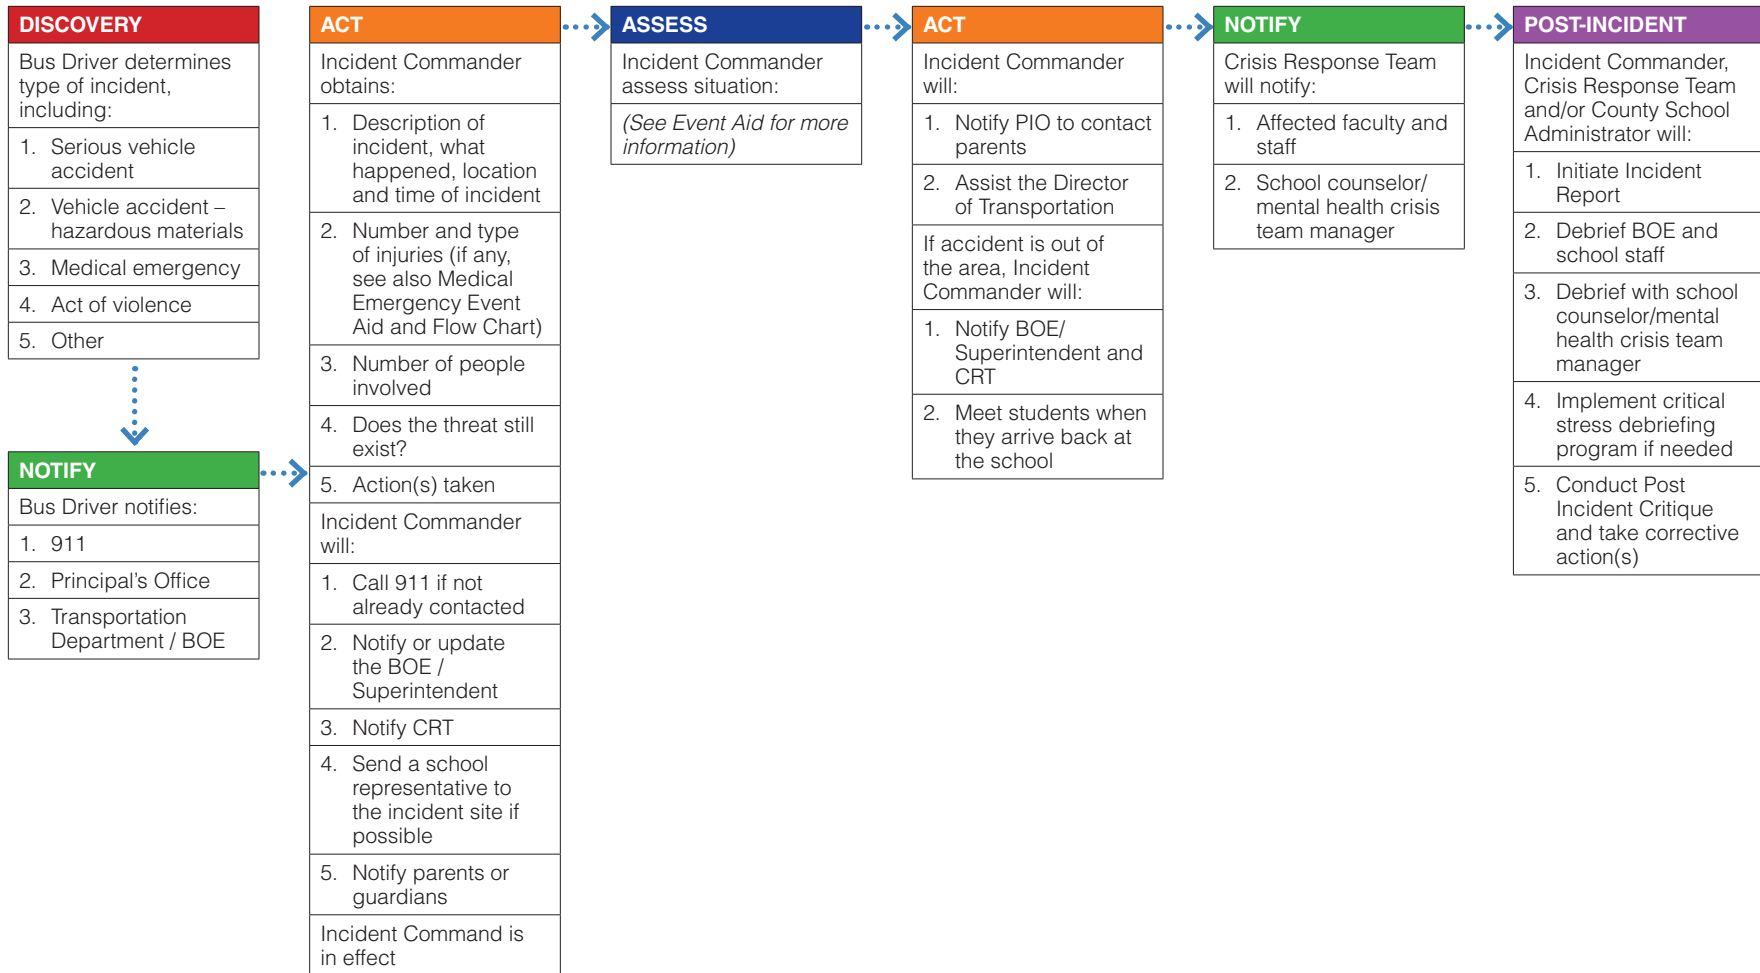 DISCOVERY
Bus Driver determines
type of incident,
including:
1. Serious vehicle
accident
2. Vehicle accident –
hazardous materials
3. Medical emergency
4. Act of violence
5. Other
NOTIFY
Bus Driver notifies:
1. 911
2. Principal's Office
3. Transportation
Department / BOE
ACT
Incident Commander
obtains:
1. Description of
incident, what
happened, location
and time of incident
2. Number and type
of injuries (if any,
see also Medical
Emergency Event
Aid and Flow Chart)
3. Number of people
involved
4. Does the threat still
exist?
5. Action(s) taken
Incident Commander
will:
1. Call 911 if not
already contacted
2. Notify or update
the BOE /
Superintendent
3. Notify CRT
4. Send a school
representative to
the incident site if
possible
5. Notify parents or
guardians
Incident Command is
in effect
ASSESS
Incident Commander
assess situation:
(See Event Aid for more
information)
ACT
Incident Commander
will:
1. Notify PIO to contact
parents
2. Assist the Director
of Transportation
If accident is out of
the area, Incident
Commander will:
1. Notify BOE/
Superintendent and
CRT
2. Meet students when
they arrive back at
the school
NOTIFY
Crisis Response Team
will notify:
1. Affected faculty and
staff
2. School counselor/
mental health crisis
team manager
POST-INCIDENT
Incident Commander,
Crisis Response Team
and/or County School
Administrator will:
1. Initiate Incident
Report
2. Debrief BOE and
school staff
3. Debrief with school
counselor/mental
health crisis team
manager
4. Implement critical
stress debriefing
program if needed
5. Conduct Post
Incident Critique
and take corrective
action(s)